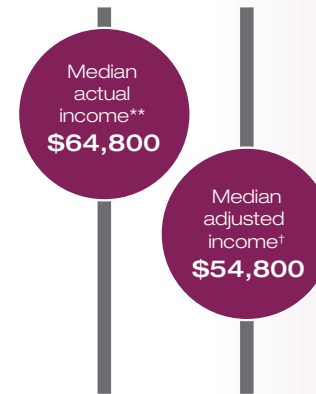 Median
actual
income**
$64,800
Median
adjusted
income†
$54,800